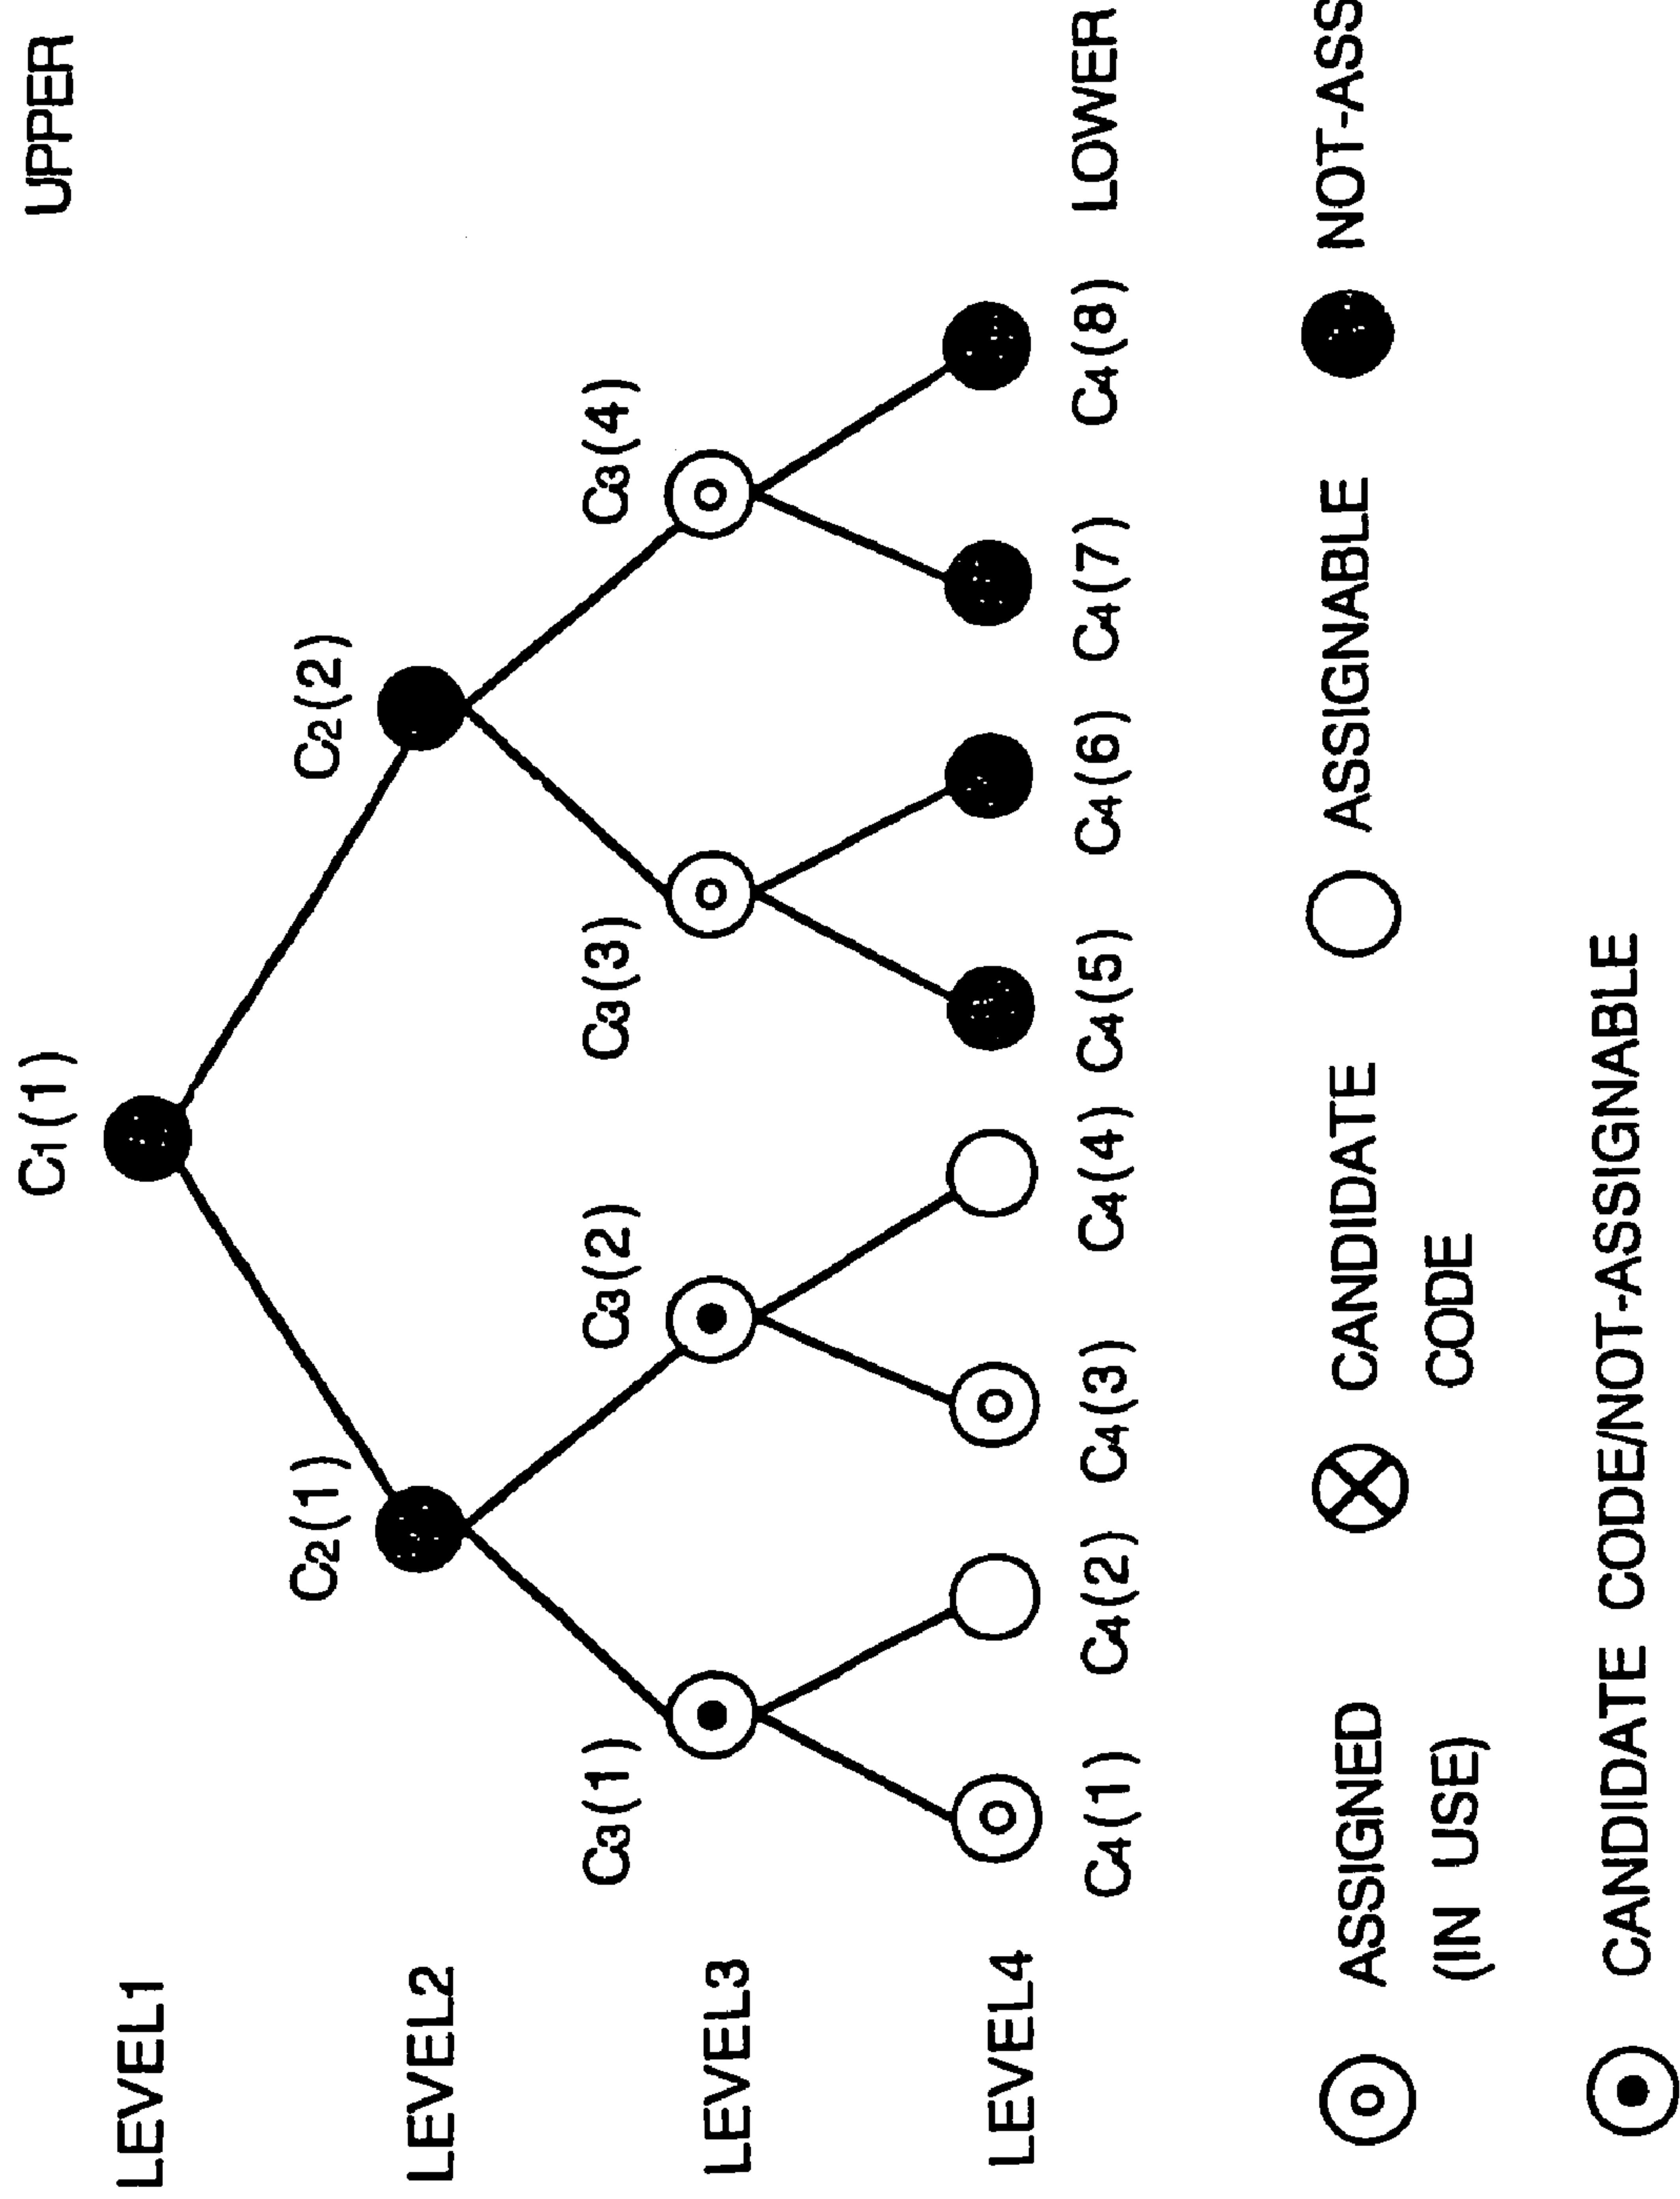 UPPER
C1(1)
LEVEL1
C2(1) C2(2)
LEVEL2
C3(1) C3(2) C3(3) C3(4)
LEVEL3
LEVEL4
C4(1) C4(2) C4(3) C4(4) C4(5) C4(6) C4(7) C4(8) LOWER
ASSIGNED
(IN USE)
CANDIDATE
CODE
ASSIGNABLE
NOT-ASS
CANDIDATE CODE/NOT-ASSIGNABLE